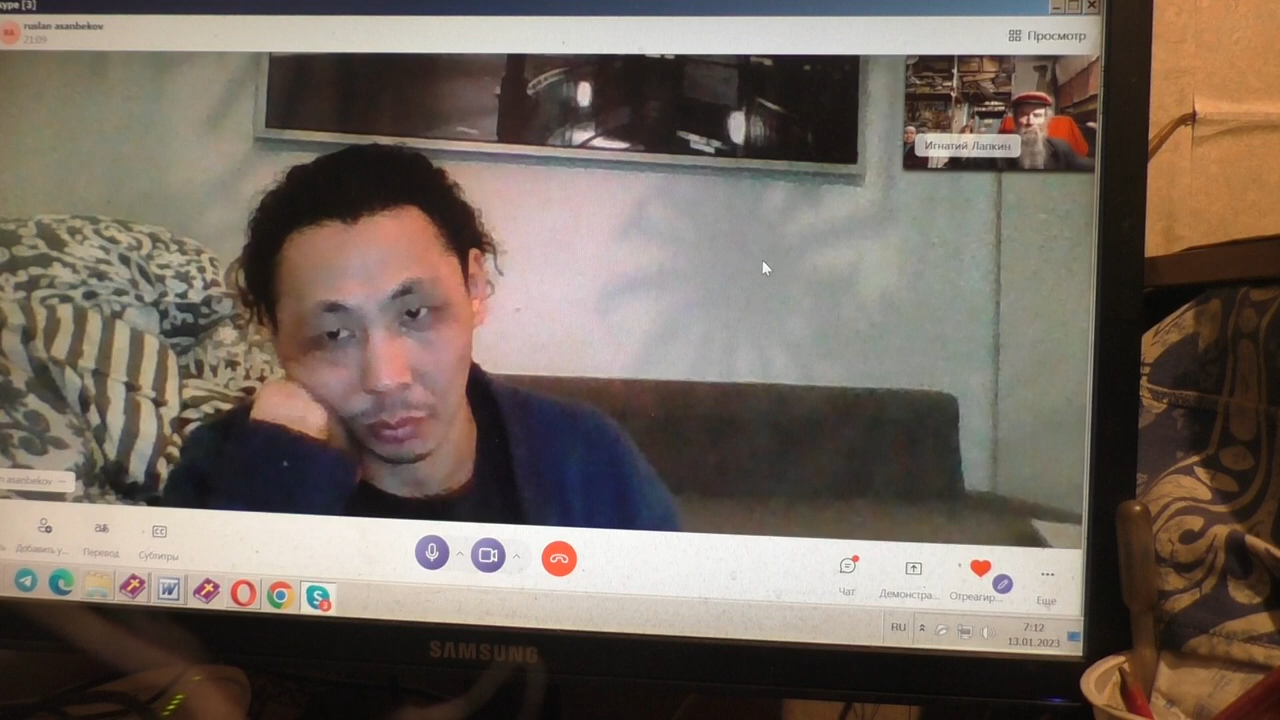 ype [3]
RA
ruslan asanbekov
21:09
Просмотр
Игнатий Лапкин
n asanbekov
Добавить у...
Перевод
Субтитры
Чат
Демонстра...
Отреагир...
Еще
RU
7:12
13.01.2023
SAMSUNG